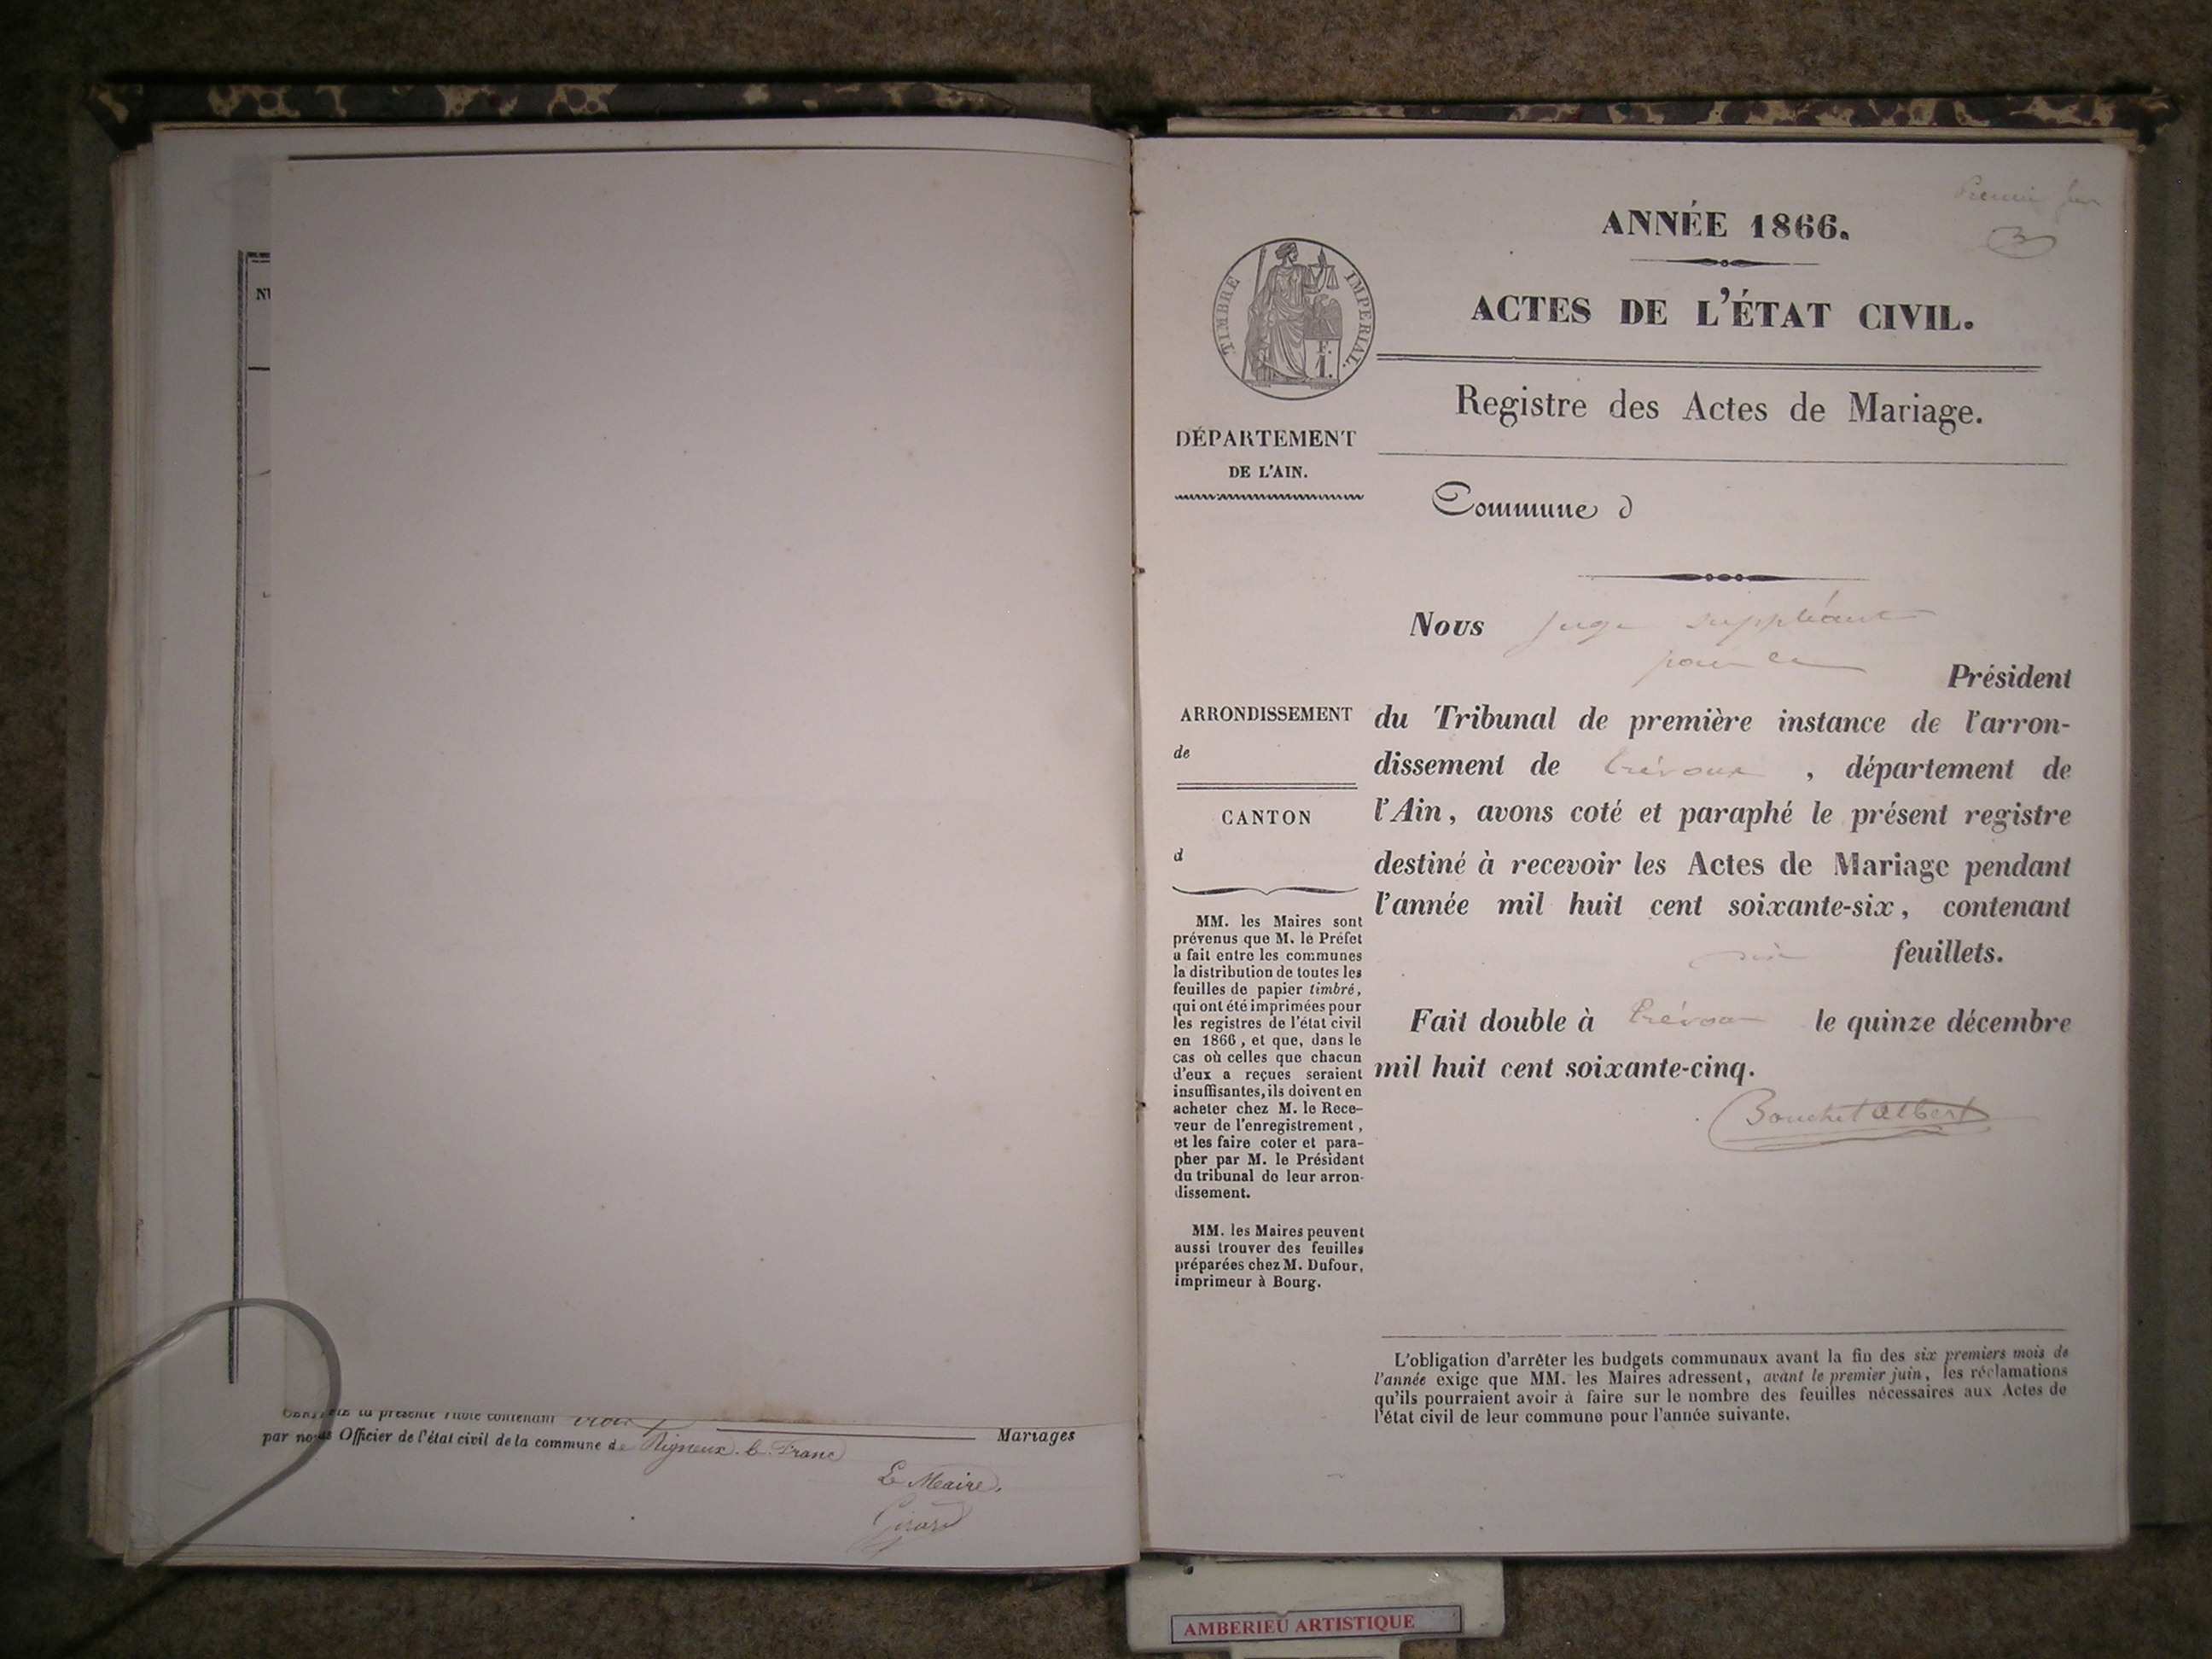 NU
la présente Table contenant
par nous Officier de l'état civil de la commune de Rigneux-le-Franc Mariages
Le Maire,
Girard
Premier
ANNÉE 1866.
ACTES DE L'ÉTAT CIVIL.
TIMBRE IMPERIAL.
F.
1.
Registre des Actes de Mariage.
DÉPARTEMENT
DE L'AIN.
Commune d
Nous Juge suppléant
pour le
Président
ARRONDISSEMENT
de
CANTON
d
du Tribunal de première instance de l'arron-
dissement de Trévoux, département de
l'Ain, avons coté et paraphé le présent registre
destiné à recevoir les Actes de Mariage pendant
l'année mil huit cent soixante-six, contenant
six feuillets.
Fait double à Trévoux le quinze décembre
mil huit cent soixante-cinq.
Bouchet Albert
MM. les Maires sont
prévenus que M. le Préfet
a fait entre les communes
la distribution de toutes les
feuilles de papier timbré,
qui ont été imprimées pour
les registres de l'état civil
en 1866, et que, dans le
cas où celles que chacun
d'eux a reçues seraient
insuffisantes, ils doivent en
acheter chez M. le Rece-
veur de l'enregistrement,
et les faire coter et para-
pher par M. le Président
du tribunal de leur arron-
dissement.
MM. les Maires peuvent
aussi trouver des feuilles
préparées chez M. Dufour,
imprimeur à Bourg.
L'obligation d'arrêter les budgets communaux avant la fin des six premiers mois de
l'année exige que MM. les Maires adressent, avant le premier juin, les réclamations
qu'ils pourraient avoir à faire sur le nombre des feuilles nécessaires aux Actes de
l'état civil de leur commune pour l'année suivante.
AMBERIEU ARTISTIQUE